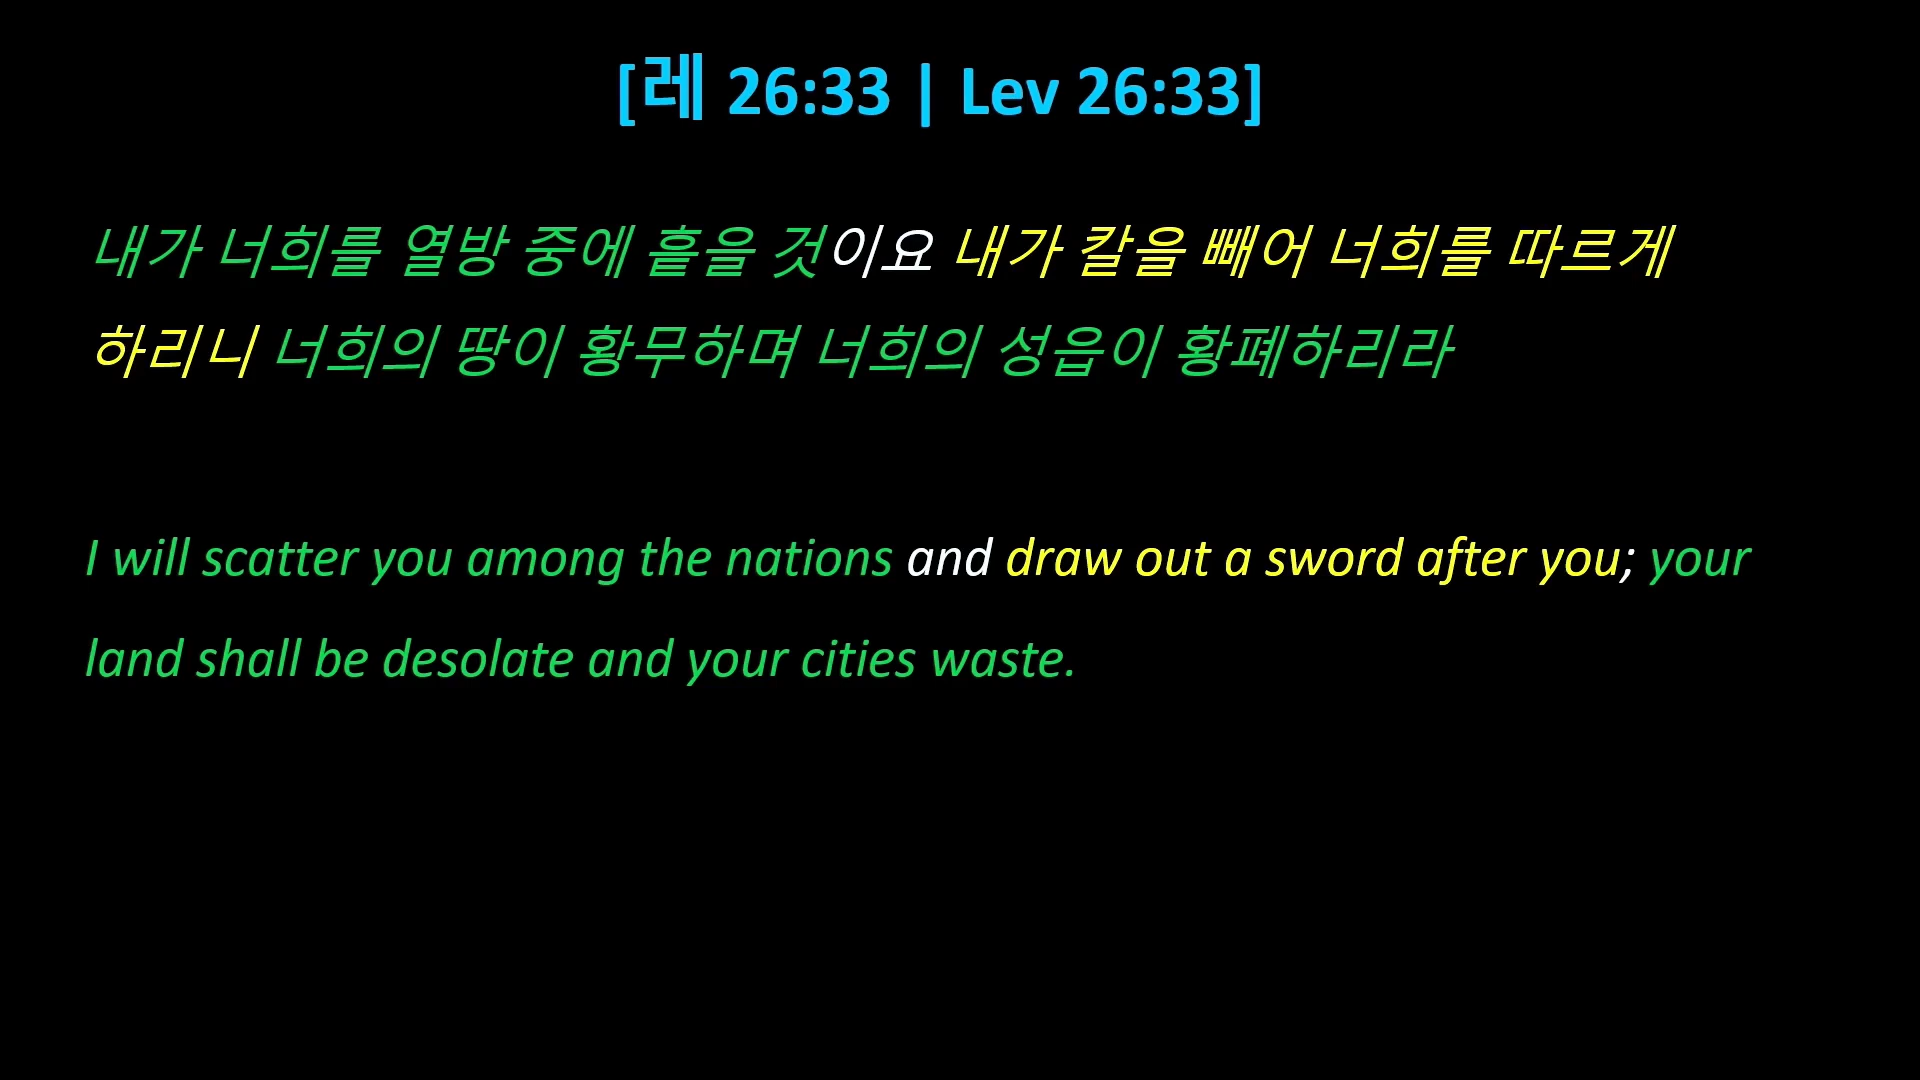 [레 26:33 | Lev 26:33]
내가 너희를 열방 중에 흩을 것이요 내가 칼을 빼어 너희를 따르게
하리니 너희의 땅이 황무하며 너희의 성읍이 황폐하리라
I will scatter you among the nations and draw out a sword after you; your
land shall be desolate and your cities waste.